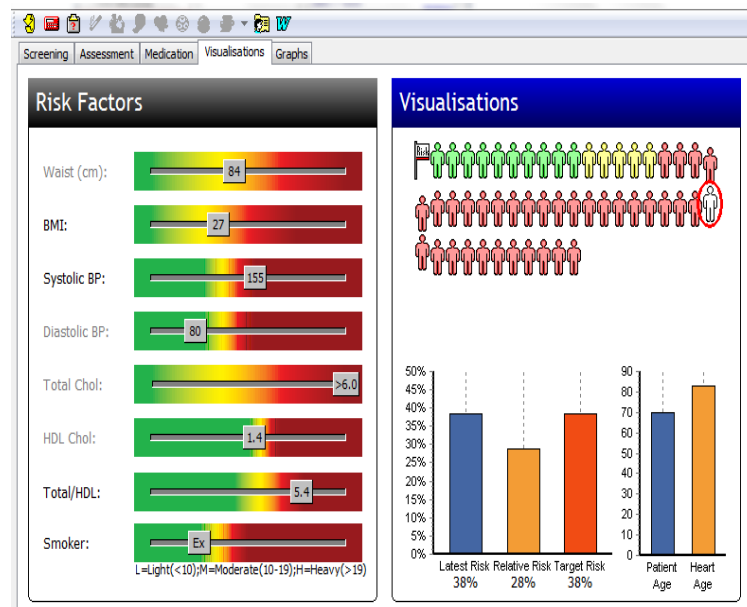 W
Screening Assessment Medication Visualisations Graphs
Risk Factors
Waist (cm): 84
BMI: 27
Systolic BP: 155
Diastolic BP: 80
Total Chol: >6.0
HDL Chol: 1.4
Total/HDL: 5.4
Smoker: Ex
L=Light(<10);M=Moderate(10-19);H=Heavy(>19)
Visualisations
Risk
50%
45%
40%
35%
30%
25%
20%
15%
10%
5%
0%
Latest Risk Relative Risk Target Risk
38% 28% 38%
90
80
70
60
50
40
30
20
10
0
Patient Heart
Age Age